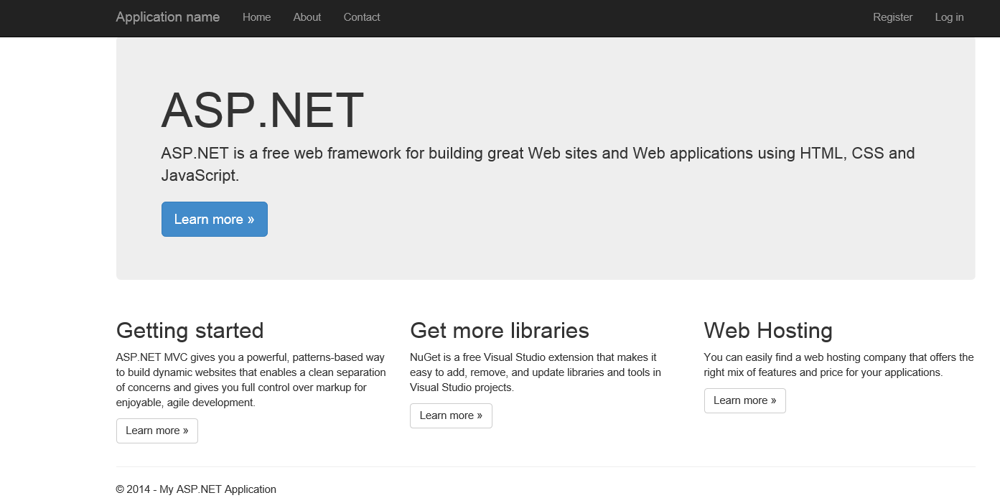 Application name Home About Contact Register Log in
ASP.NET
ASP.NET is a free web framework for building great Web sites and Web applications using HTML, CSS and
JavaScript.
Learn more »
Getting started
ASP.NET MVC gives you a powerful, patterns-based way
to build dynamic websites that enables a clean separation
of concerns and gives you full control over markup for
enjoyable, agile development.
Learn more »
Get more libraries
NuGet is a free Visual Studio extension that makes it
easy to add, remove, and update libraries and tools in
Visual Studio projects.
Learn more »
Web Hosting
You can easily find a web hosting company that offers the
right mix of features and price for your applications.
Learn more »
© 2014 - My ASP.NET Application